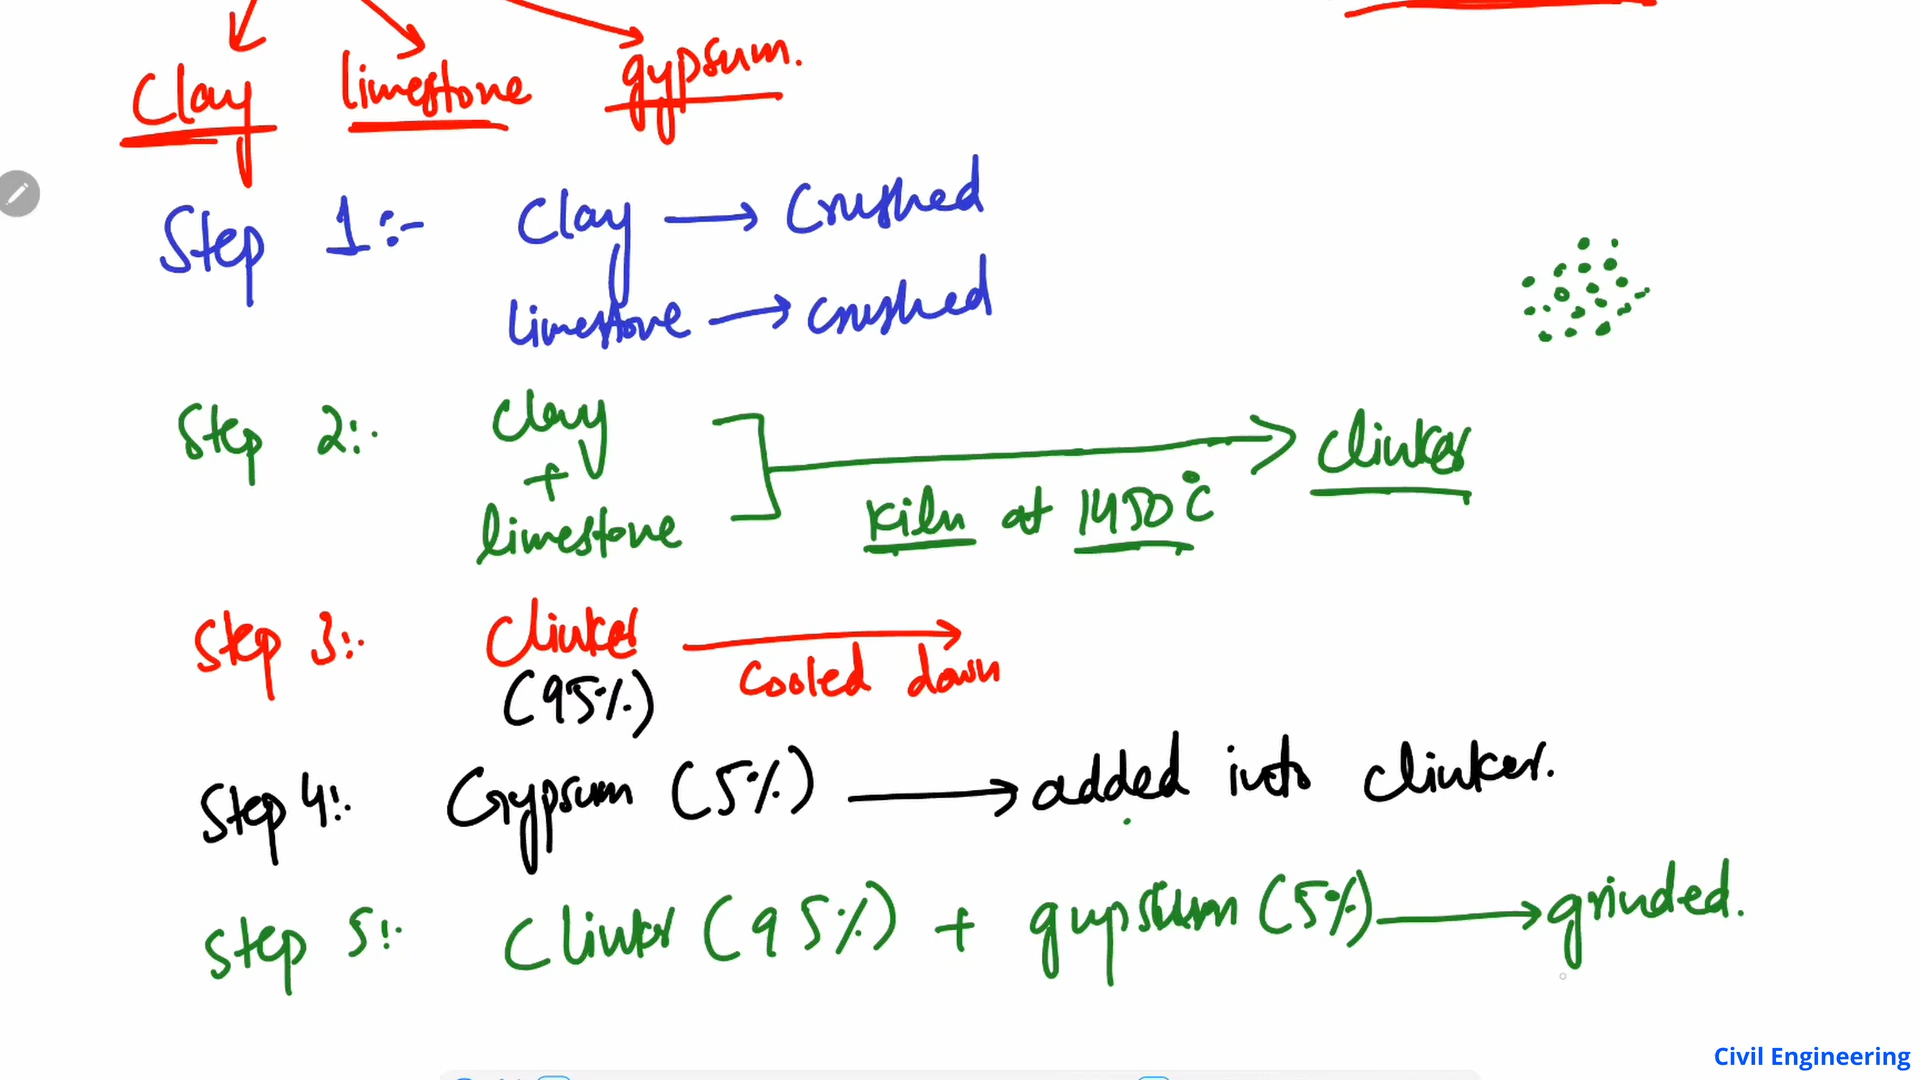 Clay limestone gypsum.
Step 1:- Clay → Crushed
limestone → crushed
Step 2:- Clay
+
limestone
Kiln at 1450°C
Clinker
Step 3:- Clinker
cooled down
(95%)
Step 4:- Gypsum (5%) → added into clinker.
Step 5:- Clinker (95%) + gypsum (5%) → grinded.
Civil Engineering